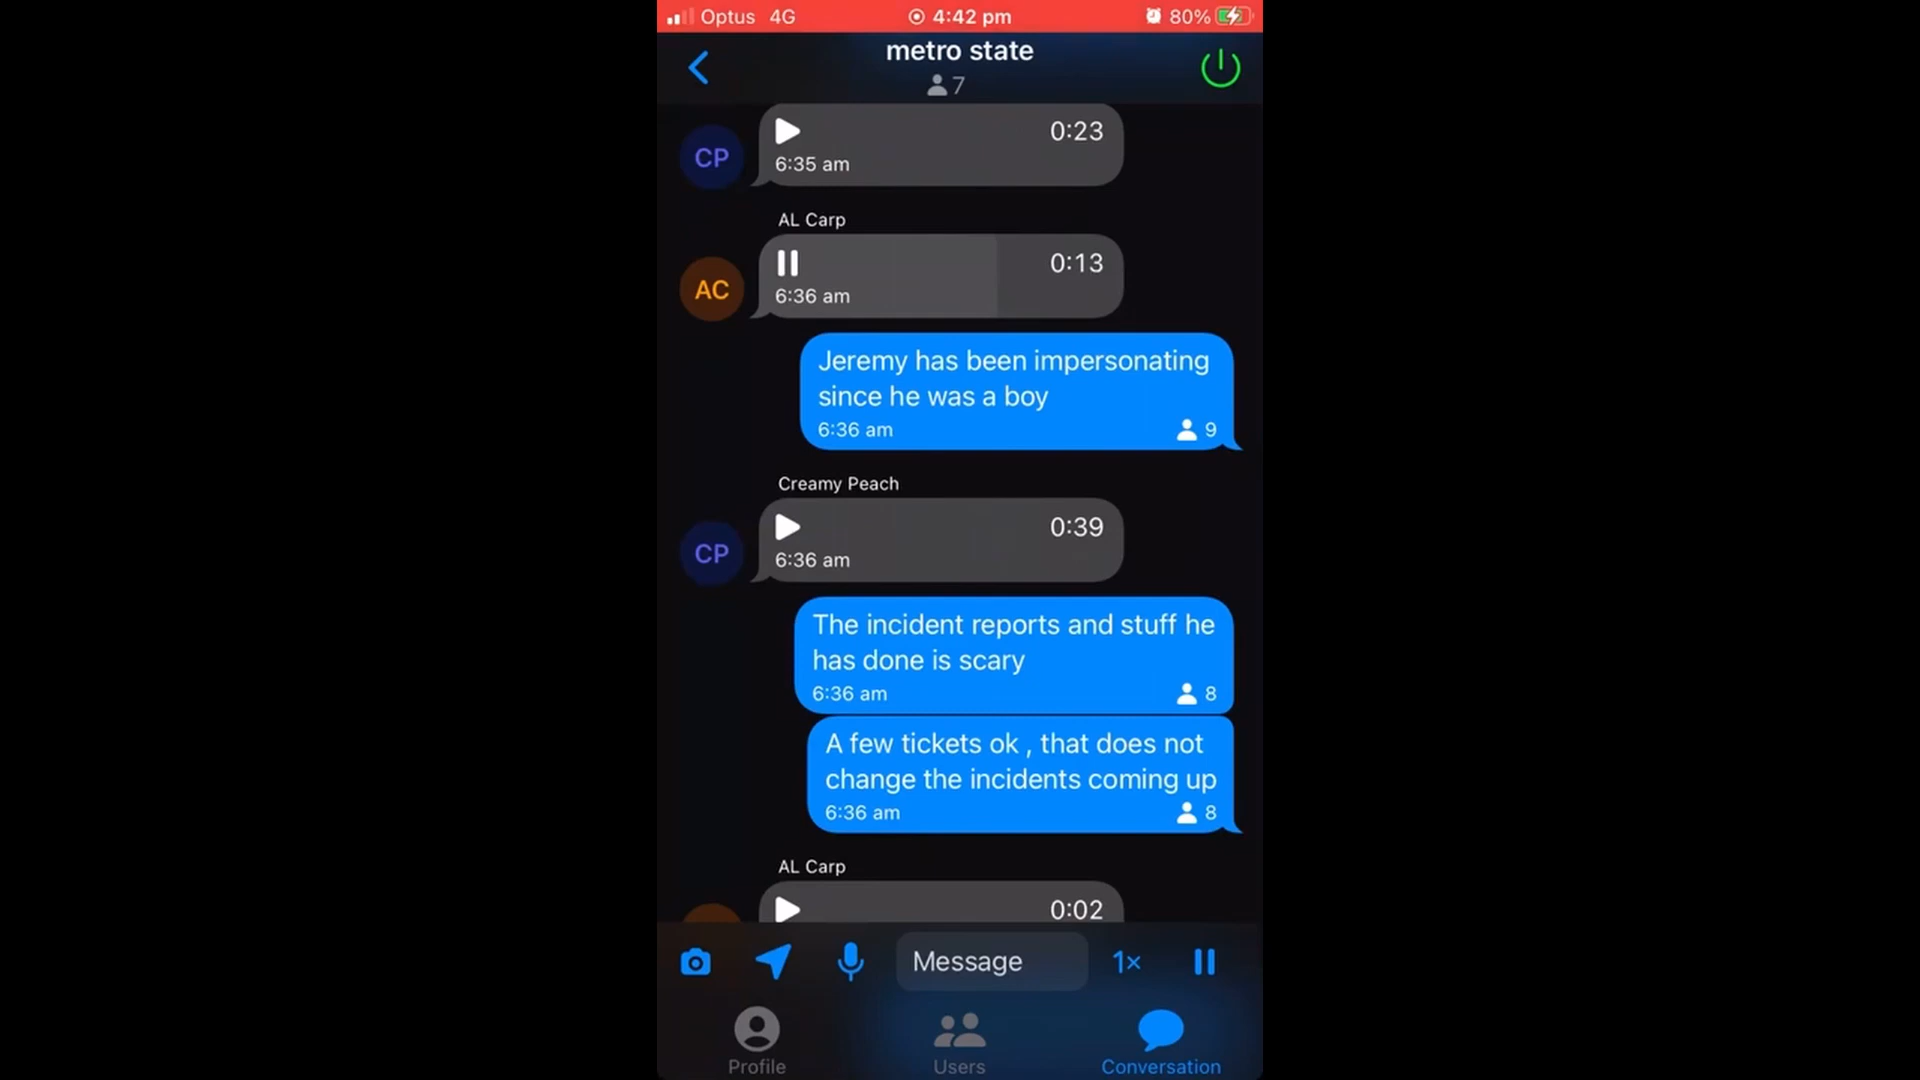 Optus 4G 4:42 pm 80%
metro state
7
0:23
CP
6:35 am
AL Carp
0:13
AC
6:36 am
Jeremy has been impersonating
since he was a boy
6:36 am 9
Creamy Peach
0:39
CP
6:36 am
The incident reports and stuff he
has done is scary
6:36 am 8
A few tickets ok , that does not
change the incidents coming up
6:36 am 8
AL Carp
0:02
Message 1×
Profile Users Conversation